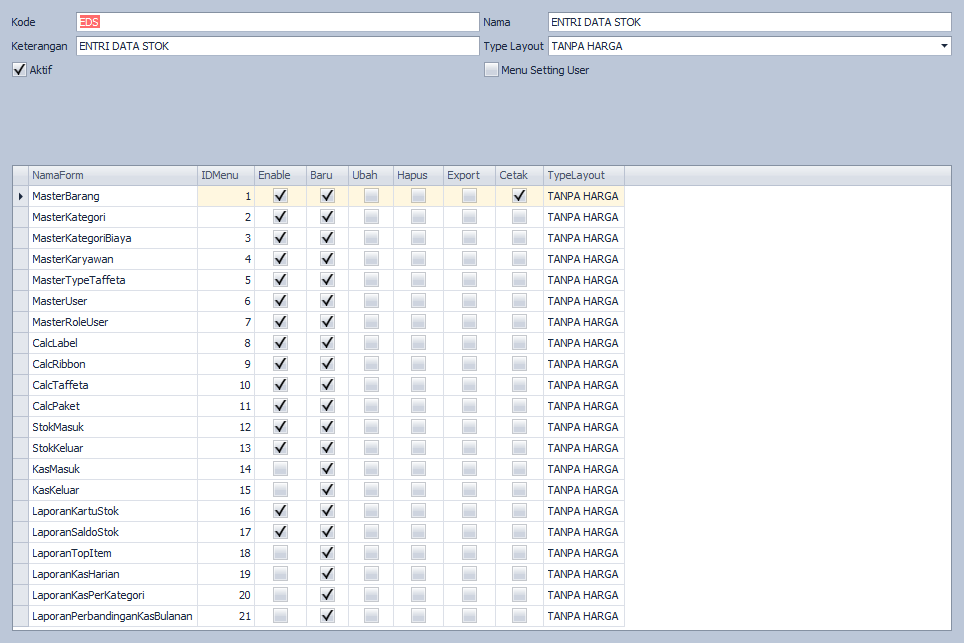 Kode EDS Nama ENTRI DATA STOK
Keterangan ENTRI DATA STOK Type Layout TANPA HARGA
Aktif Menu Setting User
NamaForm IDMenu Enable Baru Ubah Hapus Export Cetak TypeLayout
MasterBarang 1 TANPA HARGA
MasterKategori 2 TANPA HARGA
MasterKategoriBiaya 3 TANPA HARGA
MasterKaryawan 4 TANPA HARGA
MasterTypeTaffeta 5 TANPA HARGA
MasterUser 6 TANPA HARGA
MasterRoleUser 7 TANPA HARGA
CalcLabel 8 TANPA HARGA
CalcRibbon 9 TANPA HARGA
CalcTaffeta 10 TANPA HARGA
CalcPaket 11 TANPA HARGA
StokMasuk 12 TANPA HARGA
StokKeluar 13 TANPA HARGA
KasMasuk 14 TANPA HARGA
KasKeluar 15 TANPA HARGA
LaporanKartuStok 16 TANPA HARGA
LaporanSaldoStok 17 TANPA HARGA
LaporanTopItem 18 TANPA HARGA
LaporanKasHarian 19 TANPA HARGA
LaporanKasPerKategori 20 TANPA HARGA
LaporanPerbandinganKasBulanan 21 TANPA HARGA